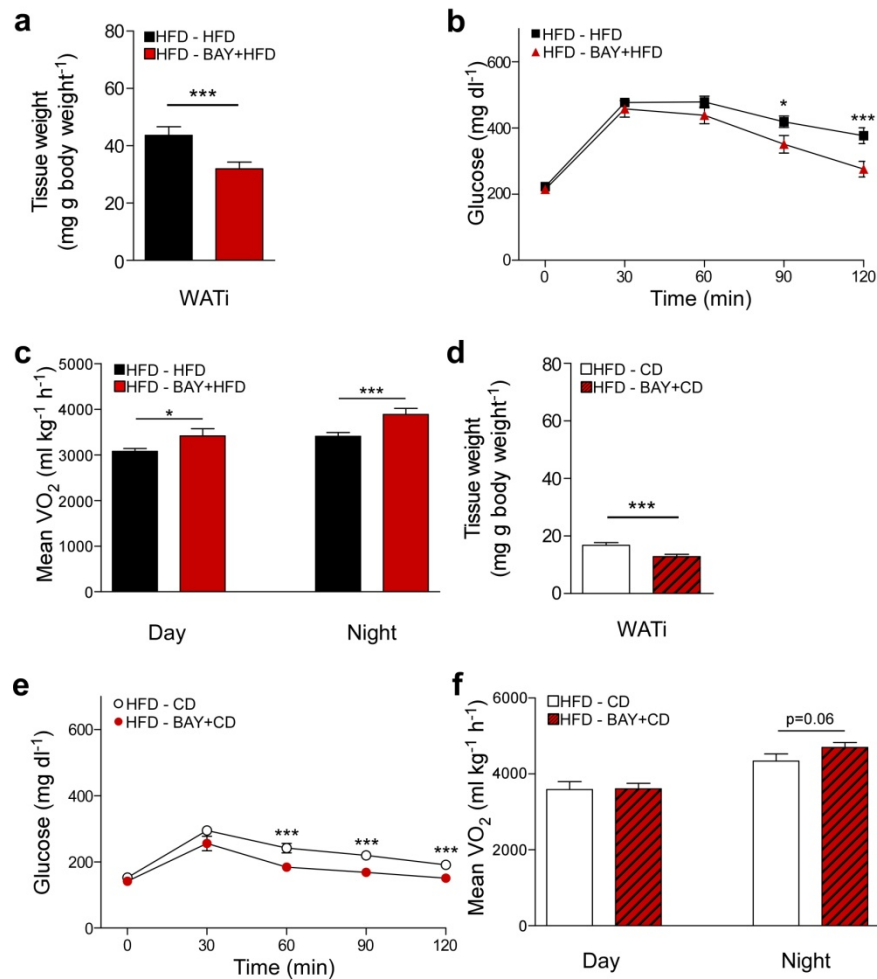 a
HFD - HFD
HFD - BAY+HFD
Tissue weight
(mg g body weight⁻¹)
80
60
40
20
0
***
WATi
b
HFD - HFD
HFD - BAY+HFD
Glucose (mg dl⁻¹)
600
400
200
0
*
***
0 30 60 90 120
Time (min)
c
HFD - HFD
HFD - BAY+HFD
Mean VO₂ (ml kg⁻¹ h⁻¹)
5000
4000
3000
2000
1000
0
*
***
Day Night
d
HFD - CD
HFD - BAY+CD
Tissue weight
(mg g body weight⁻¹)
80
60
40
20
0
***
WATi
e
HFD - CD
HFD - BAY+CD
Glucose (mg dl⁻¹)
600
400
200
0
*** *** ***
0 30 60 90 120
Time (min)
f
HFD - CD
HFD - BAY+CD
Mean VO₂ (ml kg⁻¹ h⁻¹)
6000
4000
2000
0
p=0.06
Day Night